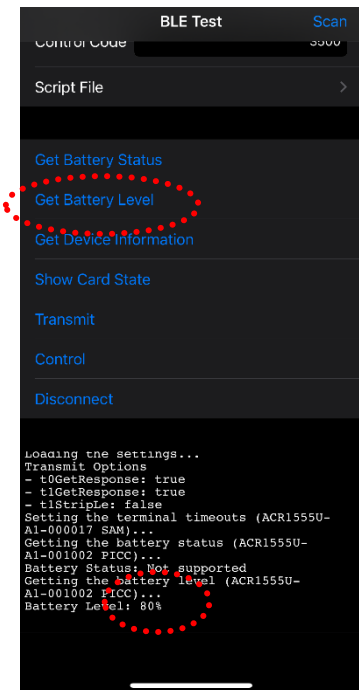 BLE Test
Scan
Control Code
3500
Script File
Get Battery Status
Get Battery Level
Get Device Information
Show Card State
Transmit
Control
Disconnect
Loading the settings...
Transmit Options
- t0GetResponse: true
- t1GetResponse: true
- t1StripLe: false
Setting the terminal timeouts (ACR1555U-
A1-000017 SAM)...
Getting the battery status (ACR1555U-
A1-001002 PICC)...
Battery Status: Not supported
Getting the battery level (ACR1555U-
A1-001002 PICC)...
Battery Level: 80%